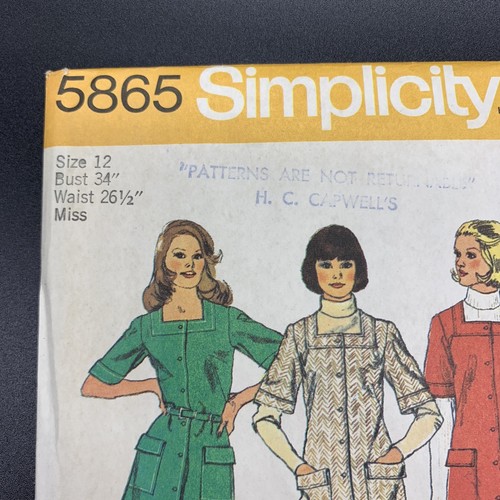 5865 Simplicity
Size 12
Bust 34"
Waist 26½"
Miss
"PATTERNS ARE NOT RETURNABLE"
H. C. CAPWELL'S